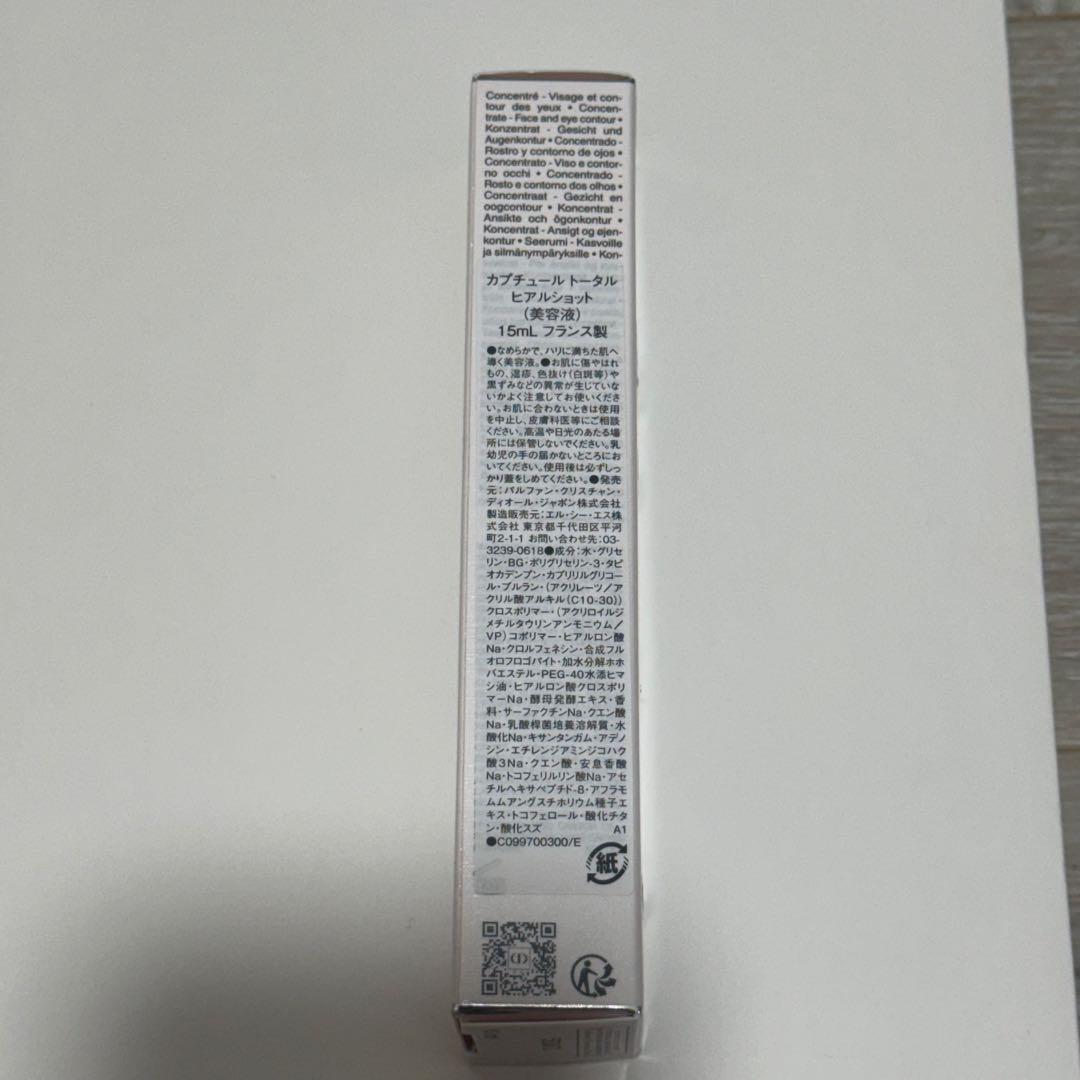 Concentré - Visage et con-
tour des yeux • Concen-
trate - Face and eye contour •
Konzentrat - Gesicht und
Augenkontur • Concentrado -
Rostro y contorno de ojos •
Concentrato - Viso e contor-
no occhi • Concentrado -
Rosto e contorno dos olhos •
Concentraat - Gezicht en
oogcontour • Koncentrat -
Ansikte och ögonkontur •
Koncentrat - Ansigt og øjen-
kontur • Seerumi - Kasvoille
ja silmänympäryksille • Kon-
カプチュール トータル
ヒアルショット
(美容液)
15mL フランス製
●なめらかで、ハリに満ちた肌へ
導く美容液。●お肌に傷やはれ
もの、湿疹、色抜け(白斑等)や
黒ずみなどの異常が生じていな
いかよく注意してお使いくださ
い。お肌に合わないときは使用
を中止し、皮膚科医等にご相談
ください。高温や日光のあたる場
所には保管しないでください。乳
幼児の手の届かないところにお
いてください。使用後は必ずしっ
かり蓋をしめてください。●発売
元:パルファン・クリスチャン・
ディオール・ジャポン株式会社
製造販売元:エル・シー・エス株
式会社 東京都千代田区平河
町2-1-1 お問い合わせ先:03-
3239-0618●成分:水・グリセ
リン・BG・ポリグリセリン-3・タピ
オカデンプン・カプリリルグリコー
ル・プルラン・(アクリレーツ/ア
クリル酸アルキル(C10-30))
クロスポリマー・(アクリロイルジ
メチルタウリンアンモニウム/
VP)コポリマー・ヒアルロン酸
Na・クロルフェネシン・合成フル
オロフロゴパイト・加水分解ホホ
バエステル・PEG-40水添ヒマ
シ油・ヒアルロン酸クロスポリ
マーNa・酵母発酵エキス・香
料・サーファクチンNa・クエン酸
Na・乳酸桿菌培養溶解質・水
酸化Na・キサンタンガム・アデノ
シン・エチレンジアミンジコハク
酸3Na・クエン酸・安息香酸
Na・トコフェリルリン酸Na・アセ
チルヘキサペプチド-8・アフラモ
ムムアングスチホリウム種子エ
キス・トコフェロール・酸化チタ
ン・酸化スズ A1
●C099700300/E
紙
CD